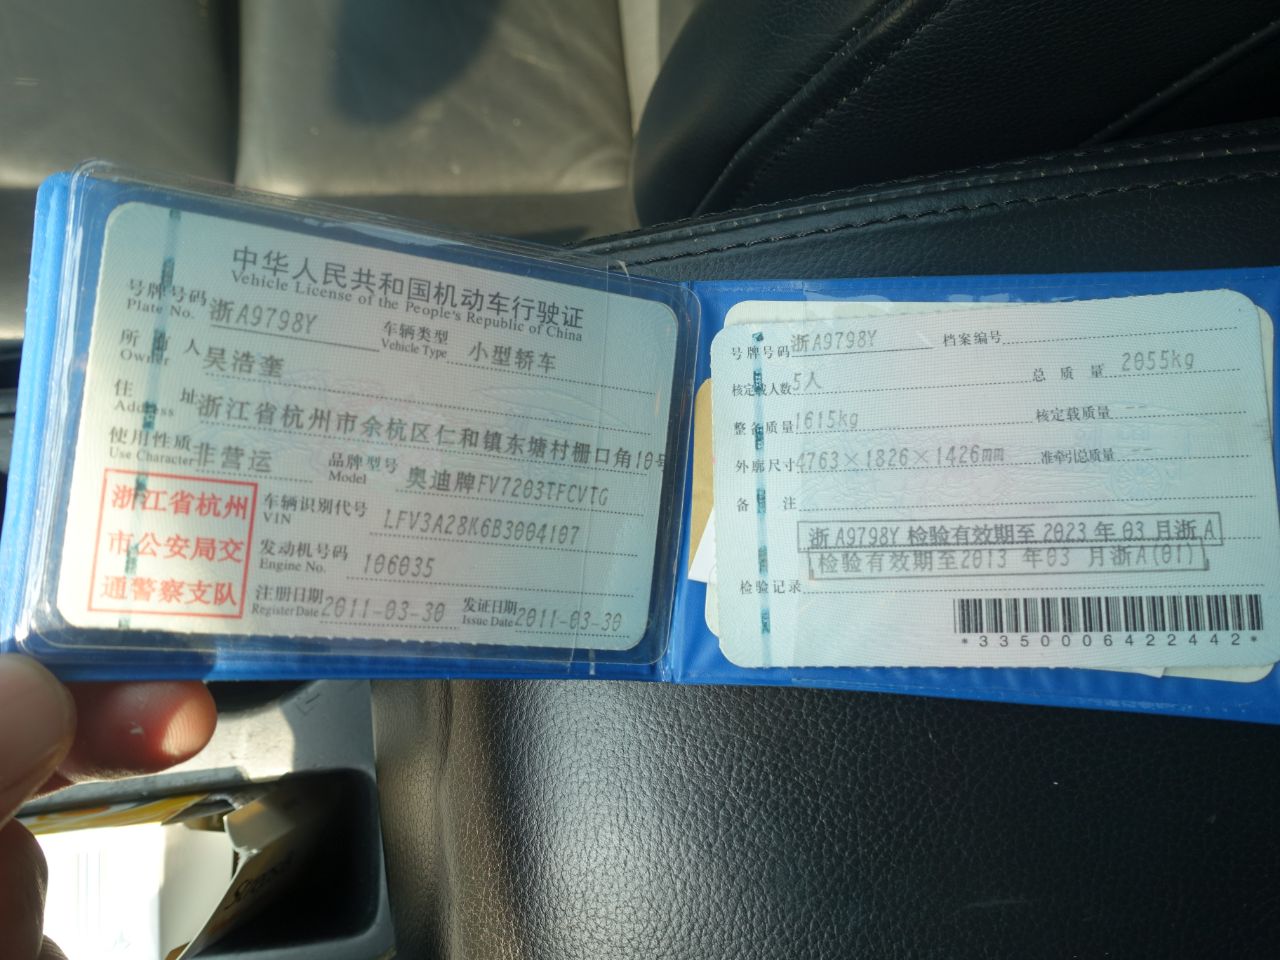 中华人民共和国机动车行驶证
Vehicle License of the People's Republic of China
号牌号码 浙A9798Y 车辆类型 小型轿车
Plate No. Vehicle Type
所有人 吴浩奎
Owner
住址 浙江省杭州市余杭区仁和镇东塘村栅口角10号
Address
使用性质 非营运 品牌型号 奥迪牌FV7203TFCVTG
Use Character Model
浙江省杭州
市公安局交
通警察支队
车辆识别代号 LFV3A28K6B3004107
VIN
发动机号码 106035
Engine No.
注册日期 2011-03-30 发证日期 2011-03-30
Register Date Issue Date
号牌号码 浙A9798Y 档案编号
核定载人数 5人 总质量 2055kg
整备质量 1615kg 核定载质量 --
外廓尺寸 4763×1826×1426mm 准牵引总质量 --
备注
浙A9798Y 检验有效期至 2023 年 03 月浙A
检验有效期至2013 年03 月浙A(01)
检验记录
*3350006422442*